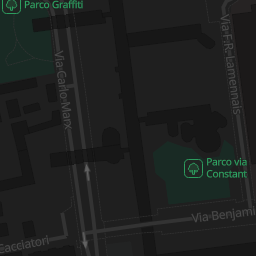 Parco Graffiti
Via F.R. Lamennais
Via Carlo Marx
Parco via
Constant
Via Benjami
Cacciatori